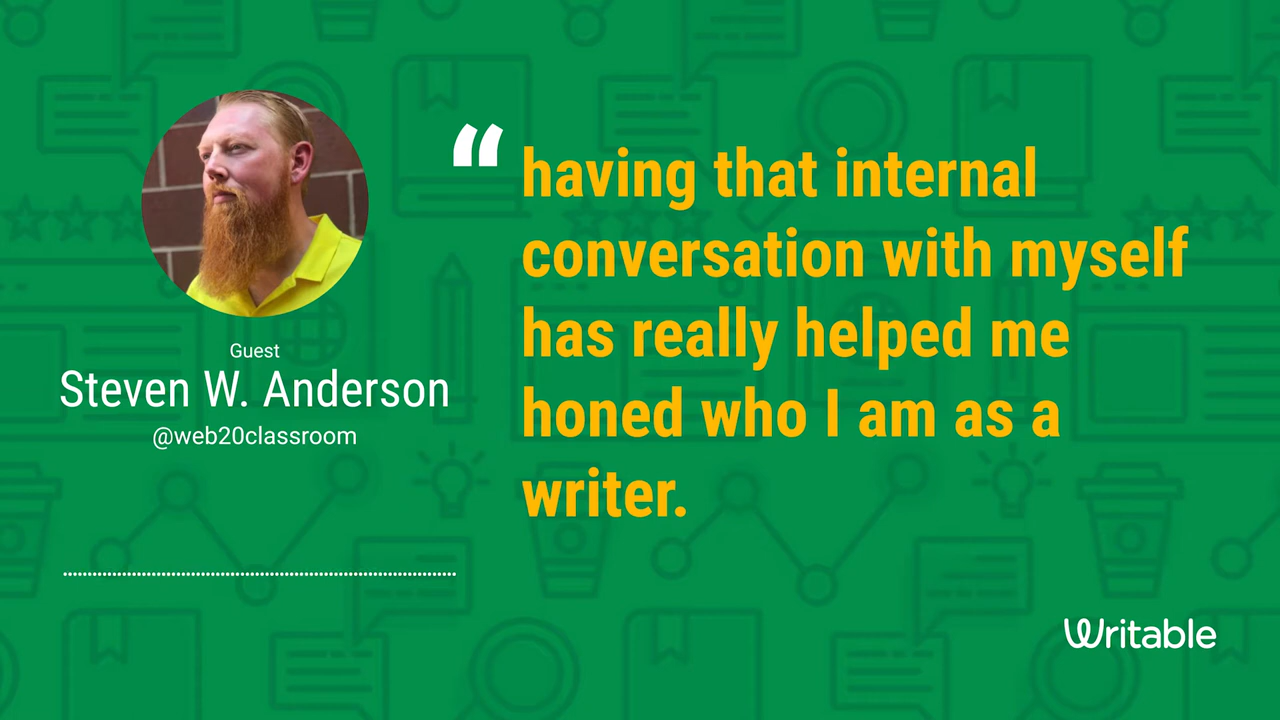 Guest
Steven W. Anderson
@web20classroom
“
having that internal
conversation with myself
has really helped me
honed who I am as a
writer.
Writable